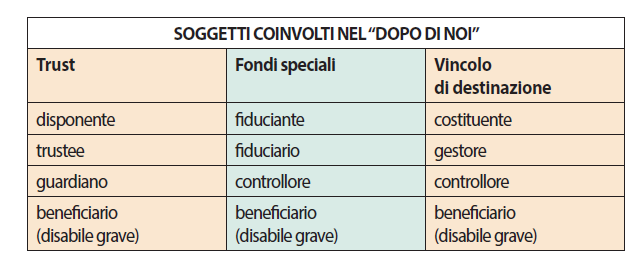 SOGGETTI COINVOLTI NEL “DOPO DI NOI”
Trust Fondi speciali Vincolo
di destinazione
disponente fiduciante costituente
trustee fiduciario gestore
guardiano controllore controllore
beneficiario beneficiario beneficiario
(disabile grave) (disabile grave) (disabile grave)